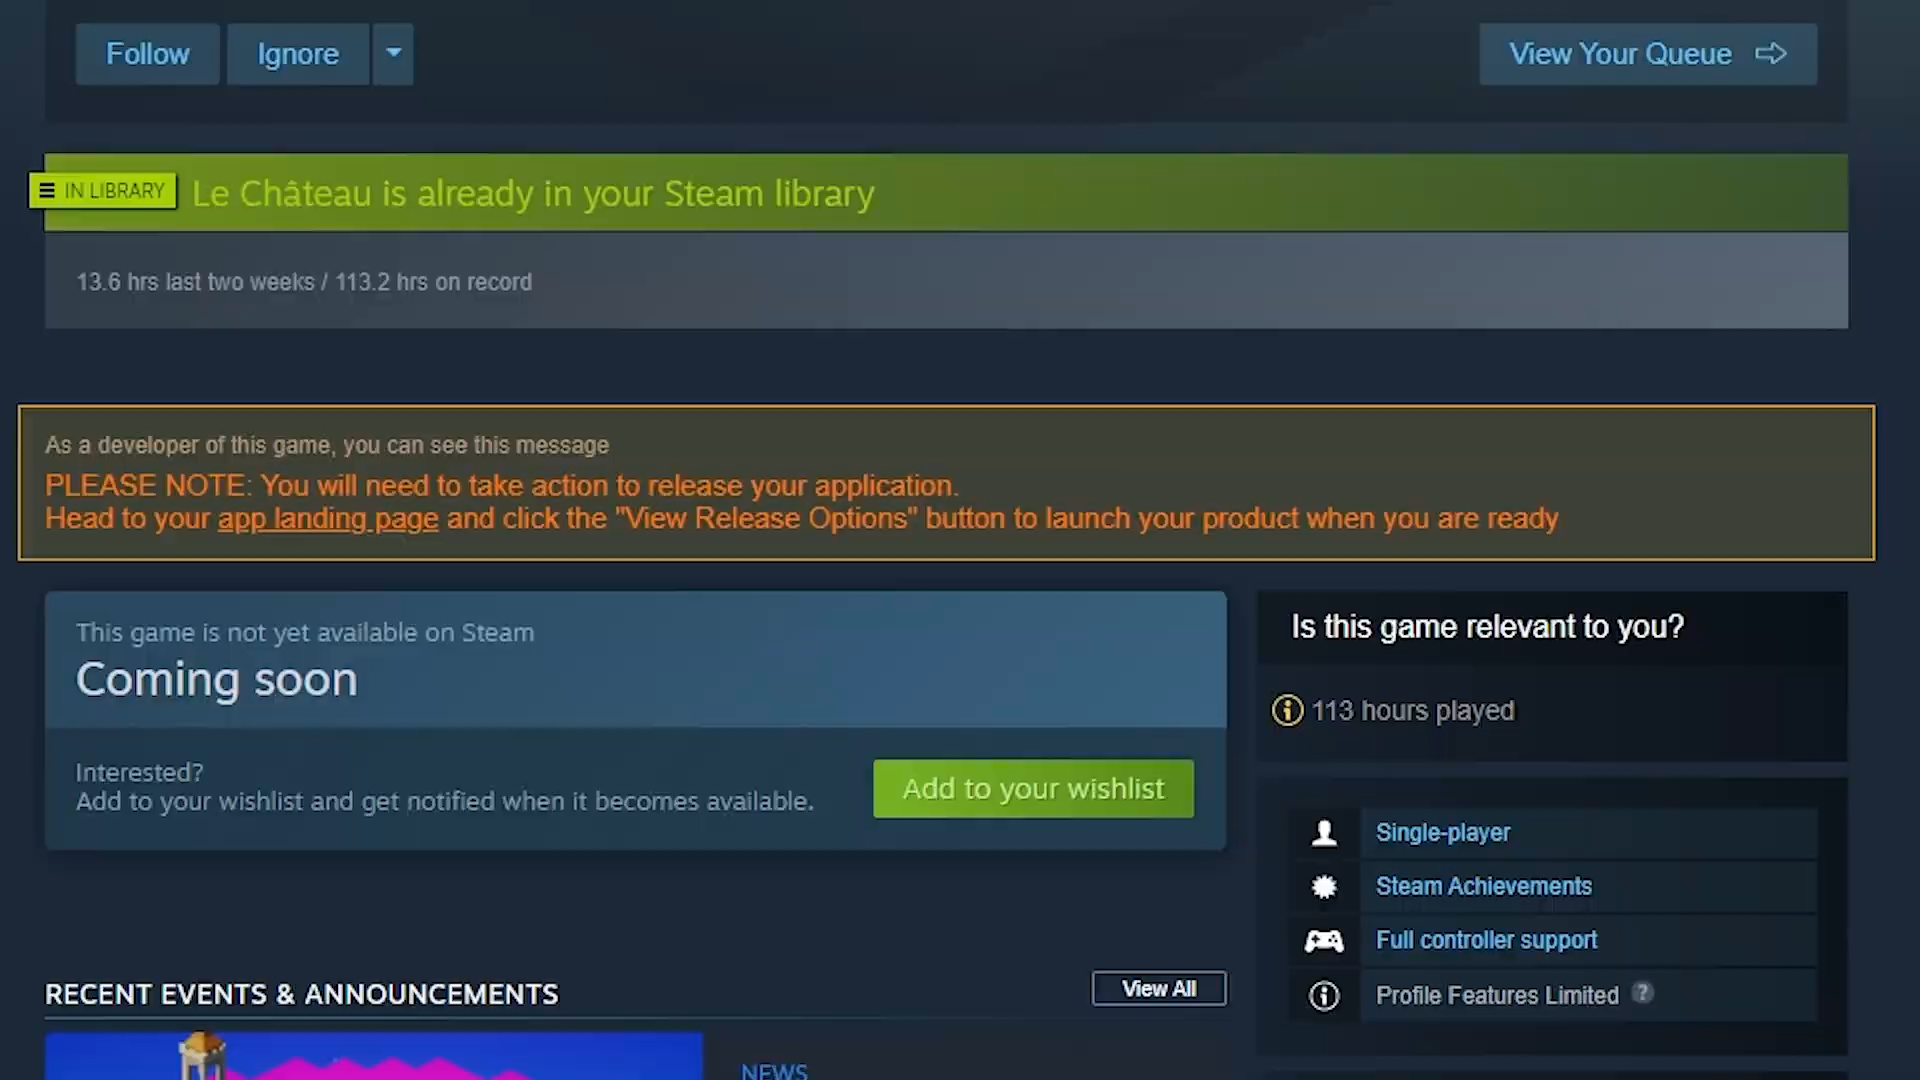 Follow
Ignore
View Your Queue
IN LIBRARY
Le Château is already in your Steam library
13.6 hrs last two weeks / 113.2 hrs on record
As a developer of this game, you can see this message
PLEASE NOTE: You will need to take action to release your application.
Head to your app landing page and click the "View Release Options" button to launch your product when you are ready
This game is not yet available on Steam
Coming soon
Interested?
Add to your wishlist and get notified when it becomes available.
Add to your wishlist
Is this game relevant to you?
113 hours played
Single-player
Steam Achievements
Full controller support
Profile Features Limited ?
RECENT EVENTS & ANNOUNCEMENTS
View All
NEWS